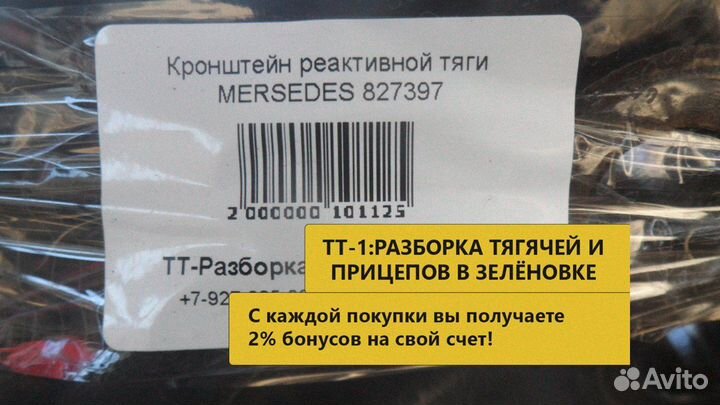 Кронштейн реактивной тяги
MERSEDES 827397
2 000000 101125
ТТ-Разборка
ТТ-1:РАЗБОРКА ТЯГАЧЕЙ И
ПРИЦЕПОВ В ЗЕЛЁНОВКЕ
С каждой покупки вы получаете
2% бонусов на свой счет!
Avito